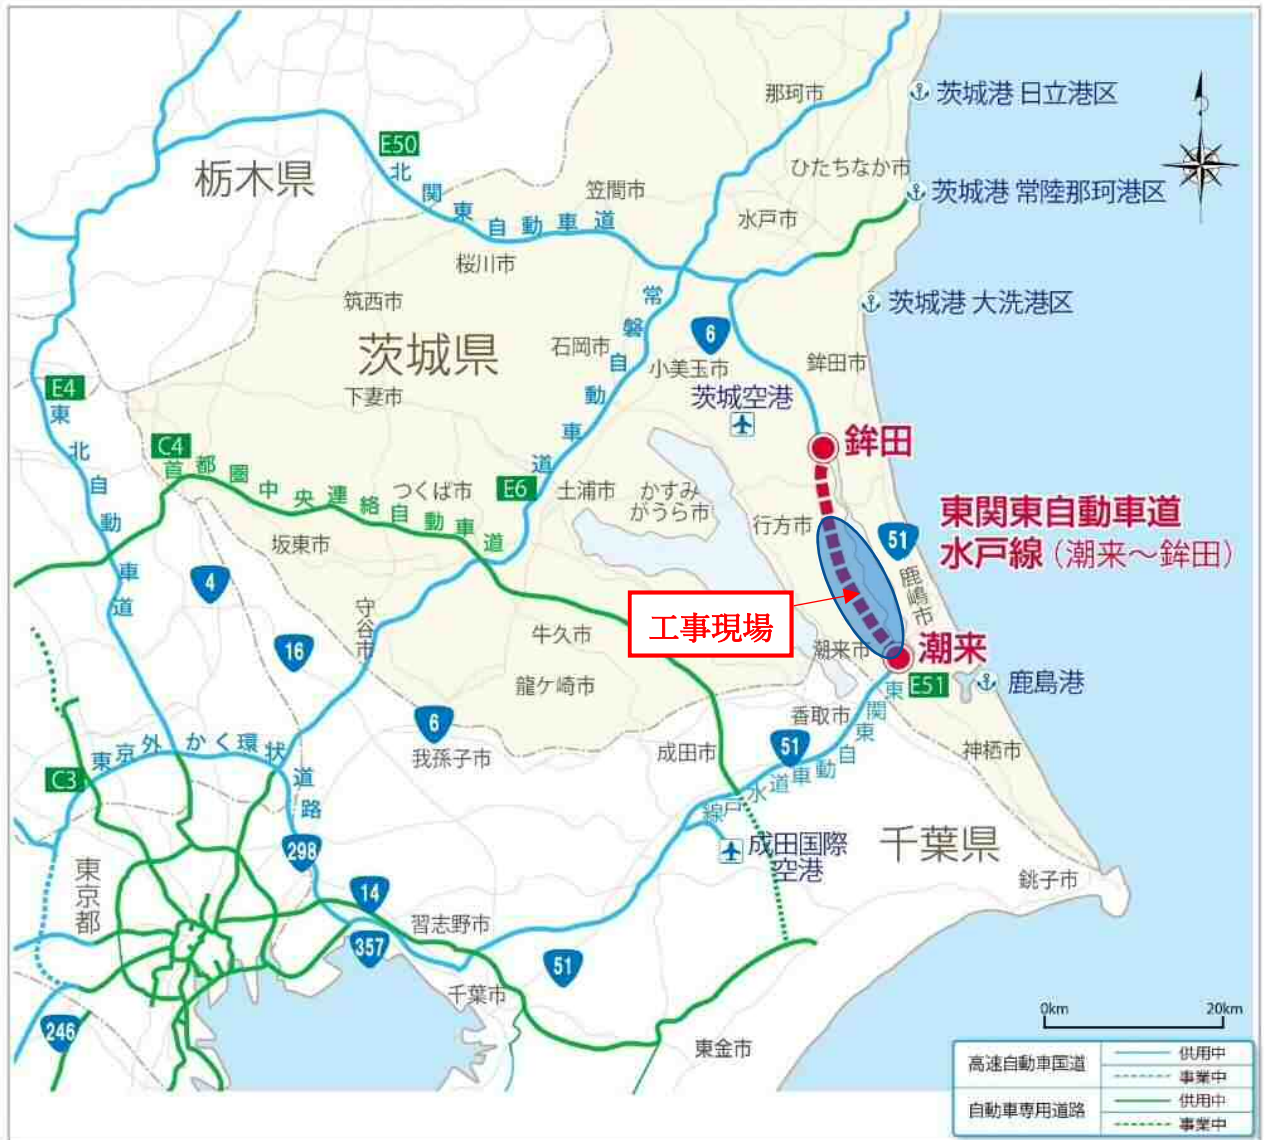 那珂市
茨城港 日立港区
E50
北関東自動車道
栃木県
ひたちなか市
笠間市
茨城港 常陸那珂港区
水戸市
桜川市
筑西市
常磐自動車道
茨城港 大洗港区
6
茨城県
石岡市
小美玉市
鉾田市
E4
東北自動車道
下妻市
茨城空港
C4
首都圏中央連絡自動車道
鉾田
つくば市
E6
土浦市
かすみ
がうら市
行方市
51
東関東自動車道
水戸線（潮来～鉾田）
坂東市
4
鹿嶋市
守谷市
工事現場
16
牛久市
潮来市
潮来
龍ケ崎市
E51
鹿島港
6
香取市
東関東自動車道水戸線
東京外かく環状道路
我孫子市
成田市
51
神栖市
C3
298
成田国際
空港
千葉県
東京都
14
銚子市
習志野市
357
51
千葉市
246
東金市
0km
20km
高速自動車国道
供用中
事業中
自動車専用道路
供用中
事業中